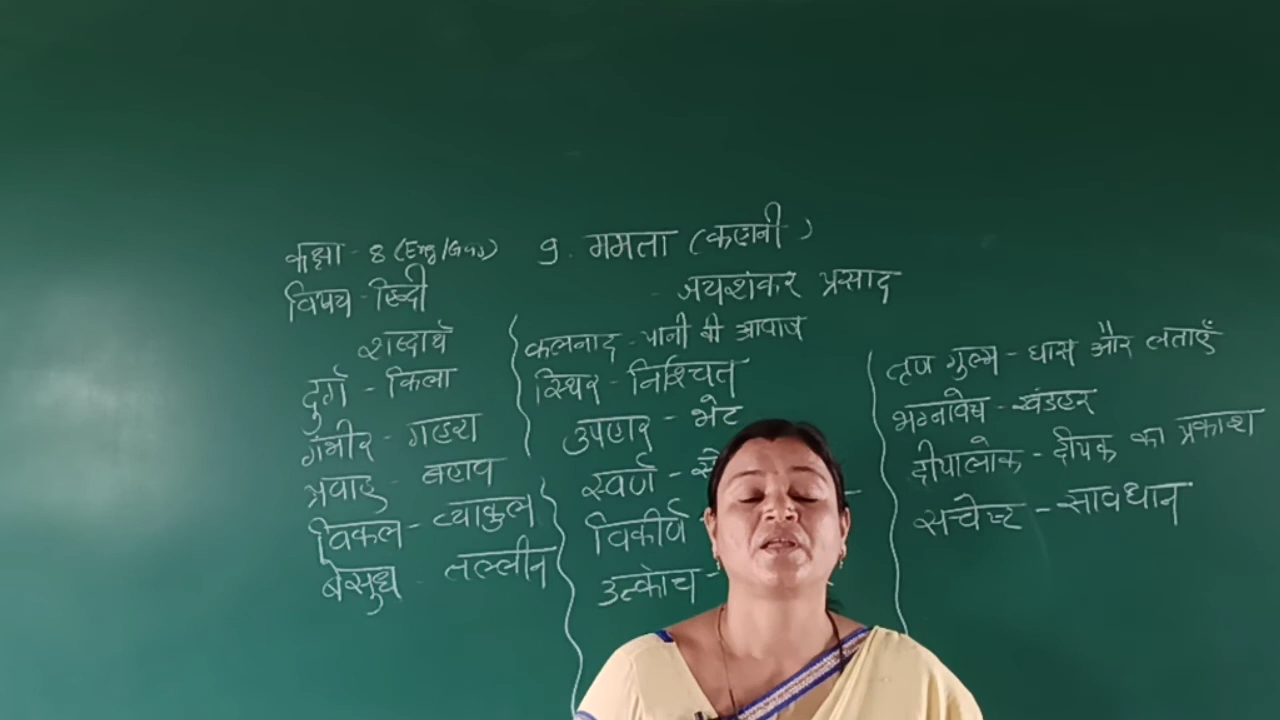 कक्षा - 8 (Eng/Guj) 9. ममता (कहानी)
विषय - हिन्दी - जयशंकर प्रसाद
शब्दार्थ
दुर्ग - किला
गंभीर - गहरा
प्रवाह - बहाव
विकल - व्याकुल
बेसुध - तल्लीन
कलनाद - पानी की आवाज
स्थिर - निश्चित
उपहार - भेंट
स्वर्ण -
विकीर्ण
उत्कोच -
तृण गुल्म - घास और लताएँ
भग्नावेष - खंडहर
दीपालोक - दीपक का प्रकाश
सचेष्ट - सावधान